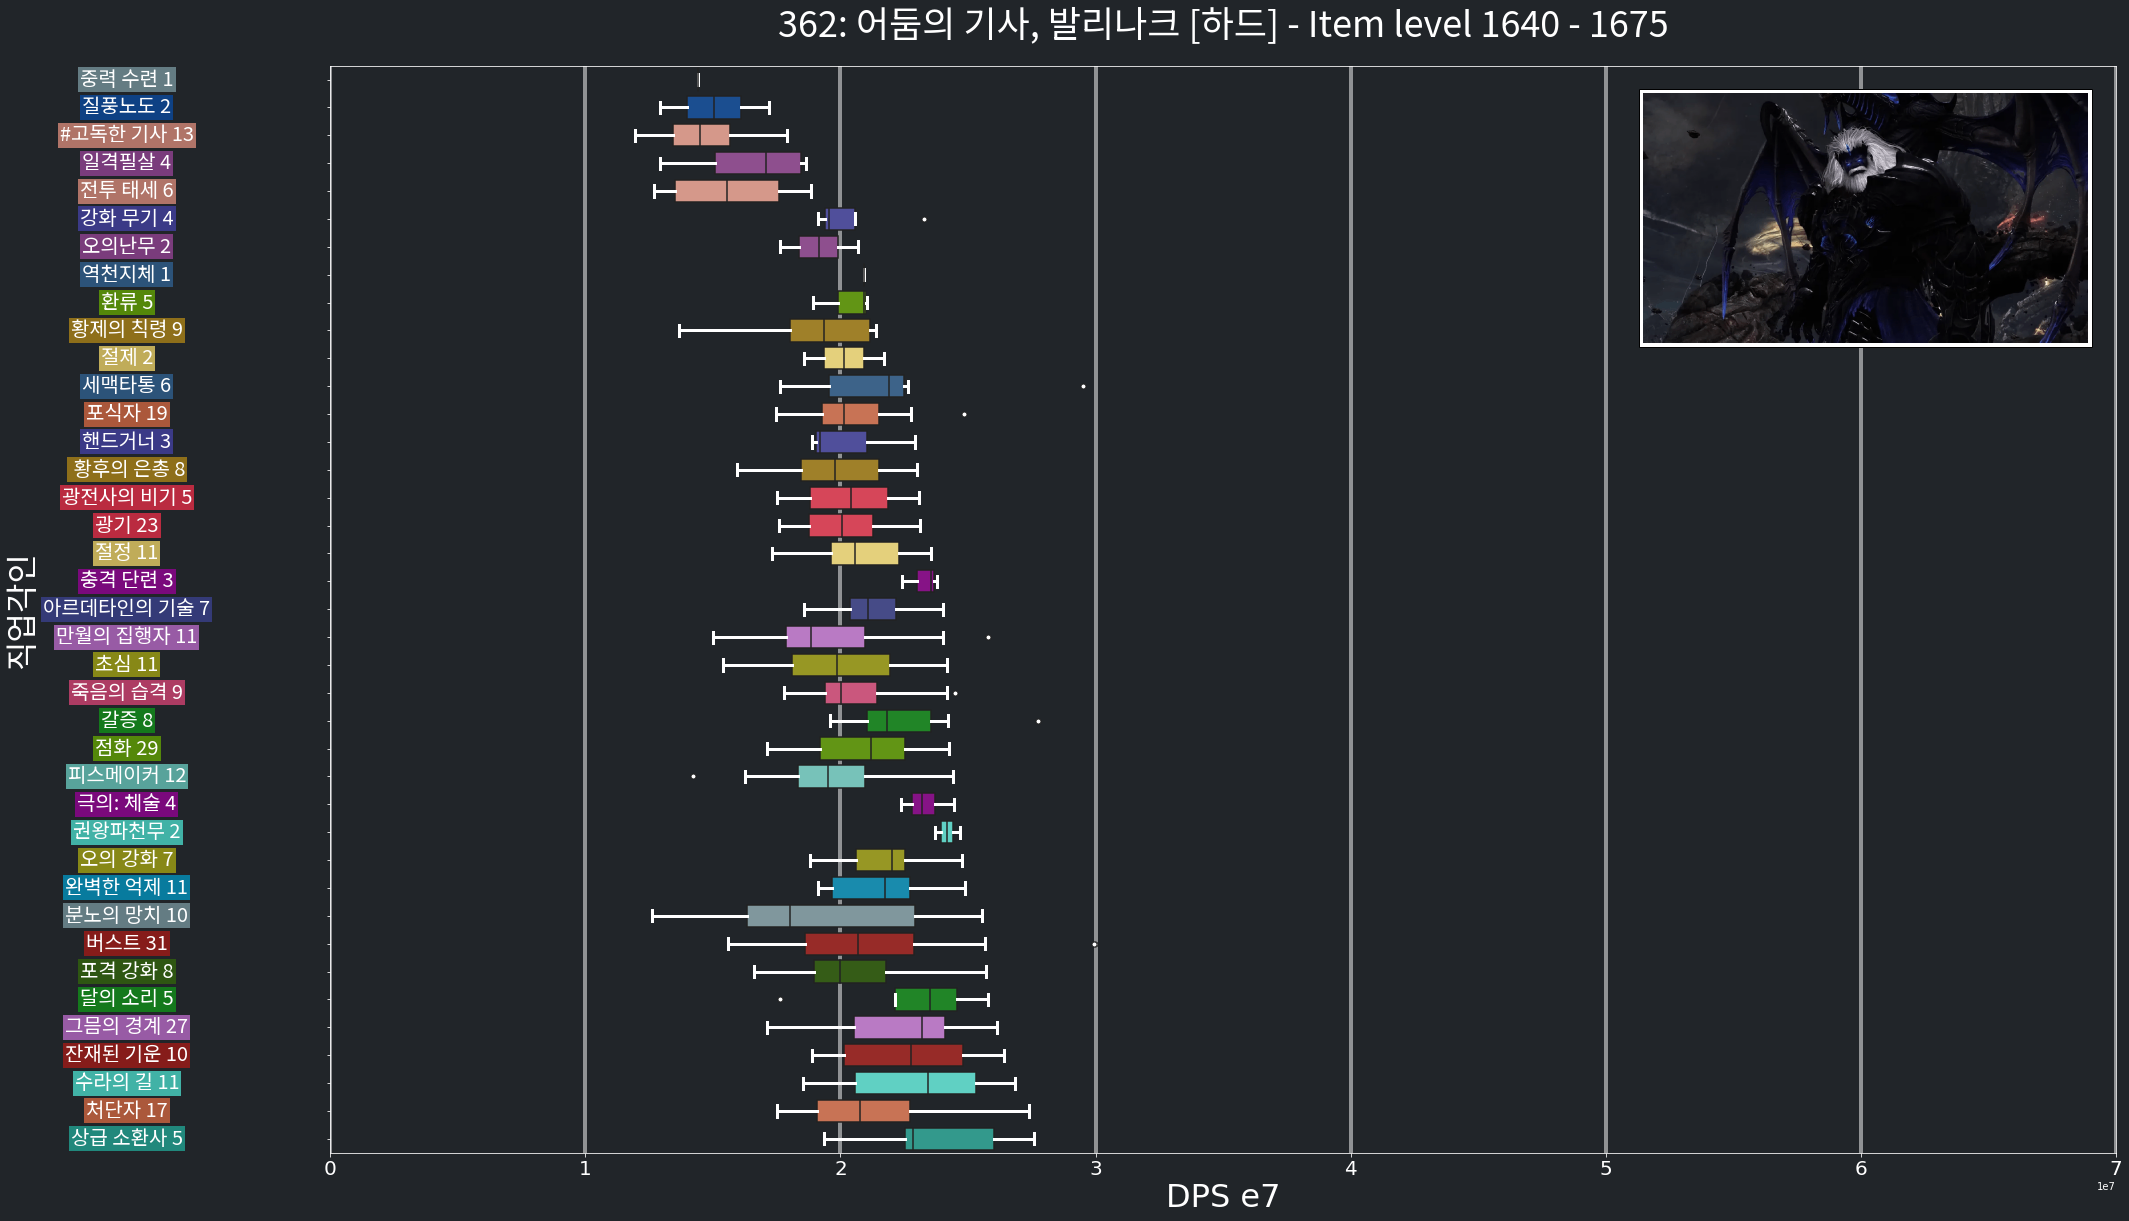 362: 어둠의 기사, 발리나크 [하드] - Item level 1640 - 1675
직업각인
중력 수련 1
질풍노도 2
#고독한 기사 13
일격필살 4
전투 태세 6
강화 무기 4
오의난무 2
역천지체 1
환류 5
황제의 칙령 9
절제 2
세맥타통 6
포식자 19
핸드거너 3
황후의 은총 8
광전사의 비기 5
광기 23
절정 11
충격 단련 3
아르데타인의 기술 7
만월의 집행자 11
초심 11
죽음의 습격 9
갈증 8
점화 29
피스메이커 12
극의: 체술 4
권왕파천무 2
오의 강화 7
완벽한 억제 11
분노의 망치 10
버스트 31
포격 강화 8
달의 소리 5
그믐의 경계 27
잔재된 기운 10
수라의 길 11
처단자 17
상급 소환사 5
0 1 2 3 4 5 6 7
1e7
DPS e7